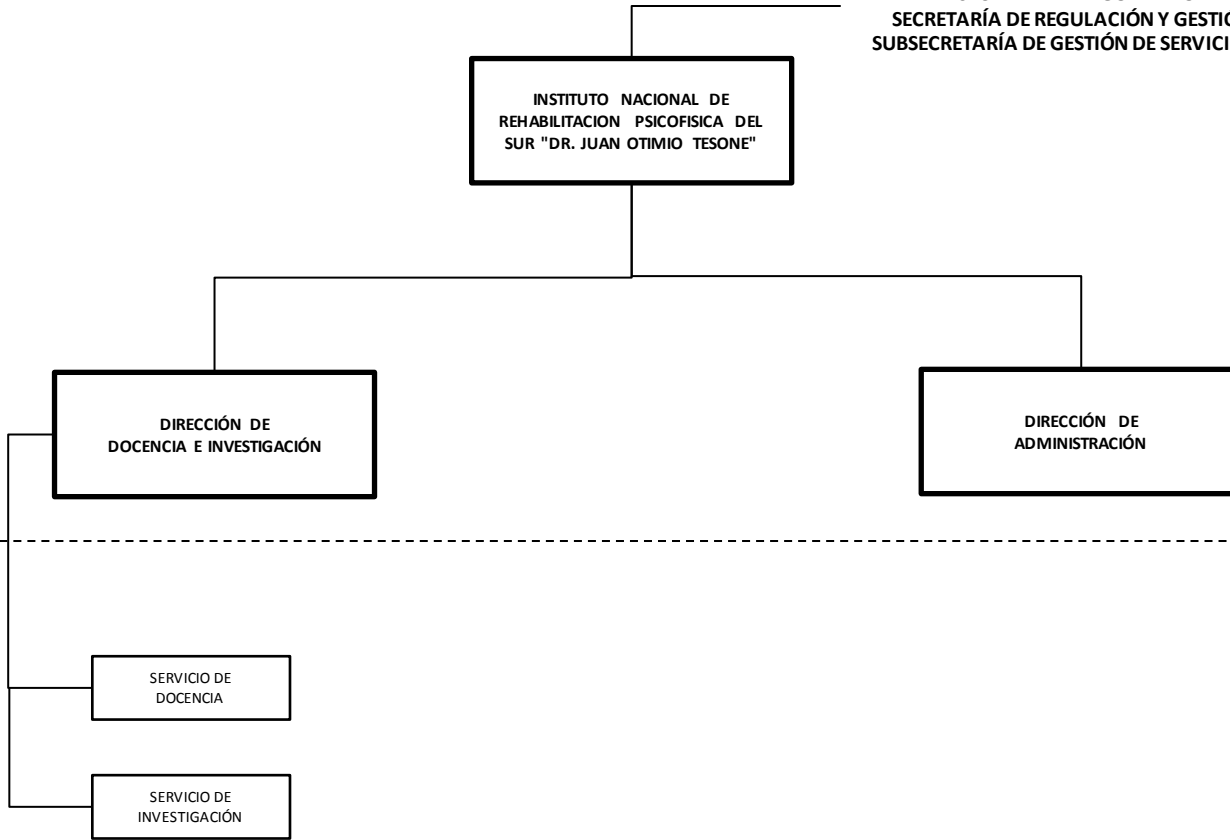 SECRETARÍA DE REGULACIÓN Y
SUBSECRETARÍA DE GESTIÓN DE
INSTITUTO NACIONAL DE
REHABILITACION PSICOFISICA DEL
SUR "DR. JUAN OTIMIO TESONE"
DIRECCIÓN DE
DOCENCIA E INVESTIGACIÓN
DIRECCIÓN DE
ADMINISTRACIÓN
SERVICIO DE
DOCENCIA
SERVICIO DE
INVESTIGACIÓN